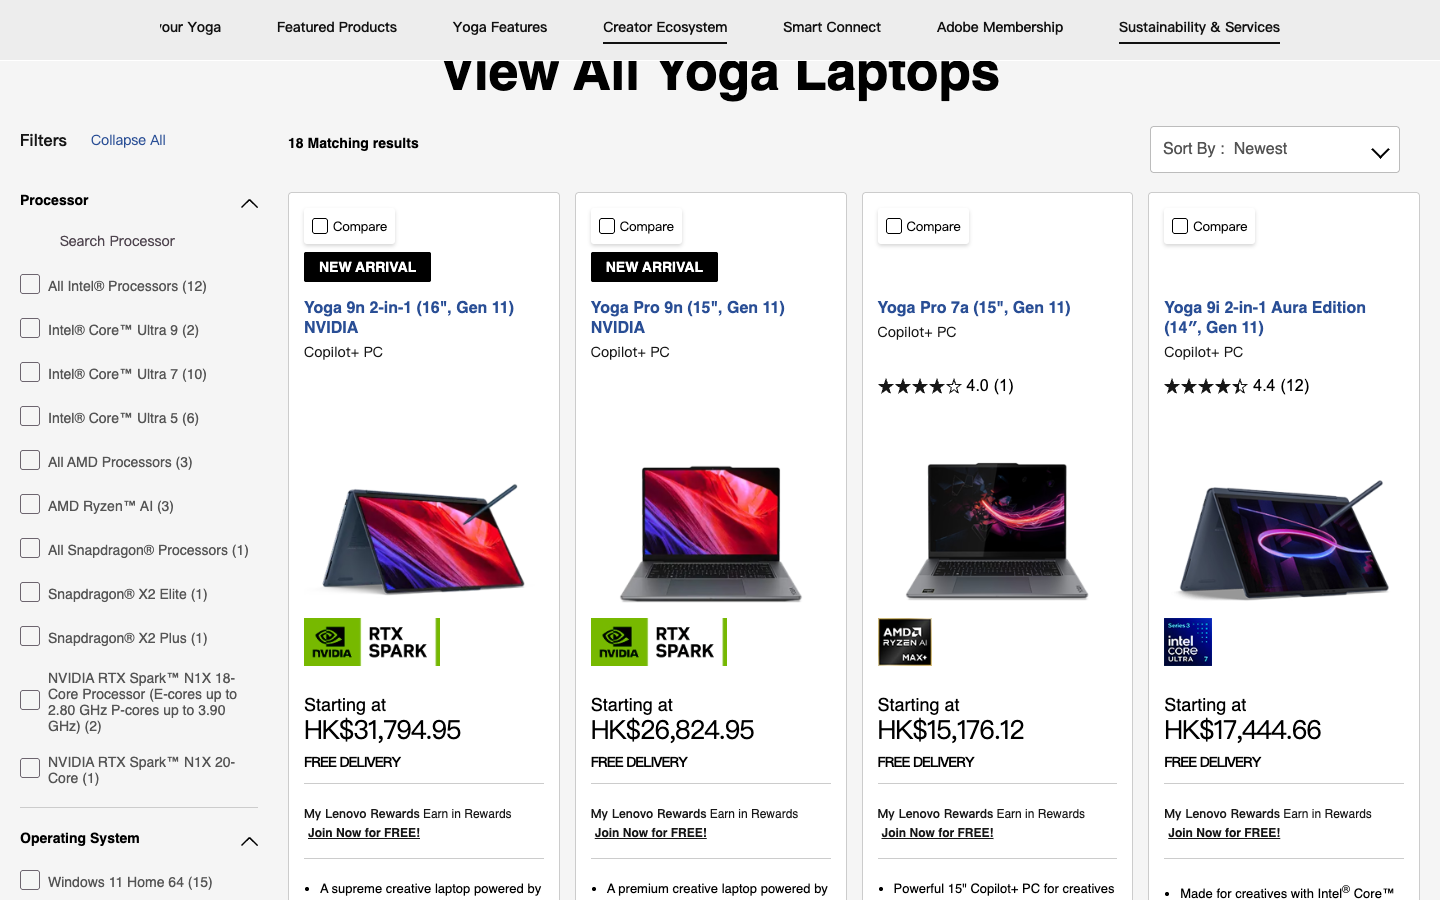 our Yoga
Featured Products
Yoga Features
Creator Ecosystem
Smart Connect
Adobe Membership
Sustainability & Services
View All Yoga Laptops
Filters
Collapse All
18 Matching results
Sort By : Newest
Processor
Search Processor
All Intel® Processors (12)
Intel® Core™ Ultra 9 (2)
Intel® Core™ Ultra 7 (10)
Intel® Core™ Ultra 5 (6)
All AMD Processors (3)
AMD Ryzen™ AI (3)
All Snapdragon® Processors (1)
Snapdragon® X2 Elite (1)
Snapdragon® X2 Plus (1)
NVIDIA RTX Spark™ N1X 18-
Core Processor (E-cores up to
2.80 GHz P-cores up to 3.90
GHz) (2)
NVIDIA RTX Spark™ N1X 20-
Core (1)
Operating System
Windows 11 Home 64 (15)
Compare
NEW ARRIVAL
Yoga 9n 2-in-1 (16", Gen 11)
NVIDIA
Copilot+ PC
NVIDIA
RTX
SPARK
Starting at
HK$31,794.95
FREE DELIVERY
My Lenovo Rewards Earn in Rewards
Join Now for FREE!
• A supreme creative laptop powered by
Compare
NEW ARRIVAL
Yoga Pro 9n (15", Gen 11)
NVIDIA
Copilot+ PC
NVIDIA
RTX
SPARK
Starting at
HK$26,824.95
FREE DELIVERY
My Lenovo Rewards Earn in Rewards
Join Now for FREE!
• A premium creative laptop powered by
Compare
Yoga Pro 7a (15", Gen 11)
Copilot+ PC
4.0 (1)
AMD
RYZEN AI
MAX+
Starting at
HK$15,176.12
FREE DELIVERY
My Lenovo Rewards Earn in Rewards
Join Now for FREE!
• Powerful 15" Copilot+ PC for creatives
Compare
Yoga 9i 2-in-1 Aura Edition
(14″, Gen 11)
Copilot+ PC
4.4 (12)
Series 3
intel
CORE
ULTRA 7
Starting at
HK$17,444.66
FREE DELIVERY
My Lenovo Rewards Earn in Rewards
Join Now for FREE!
• Made for creatives with Intel® Core™